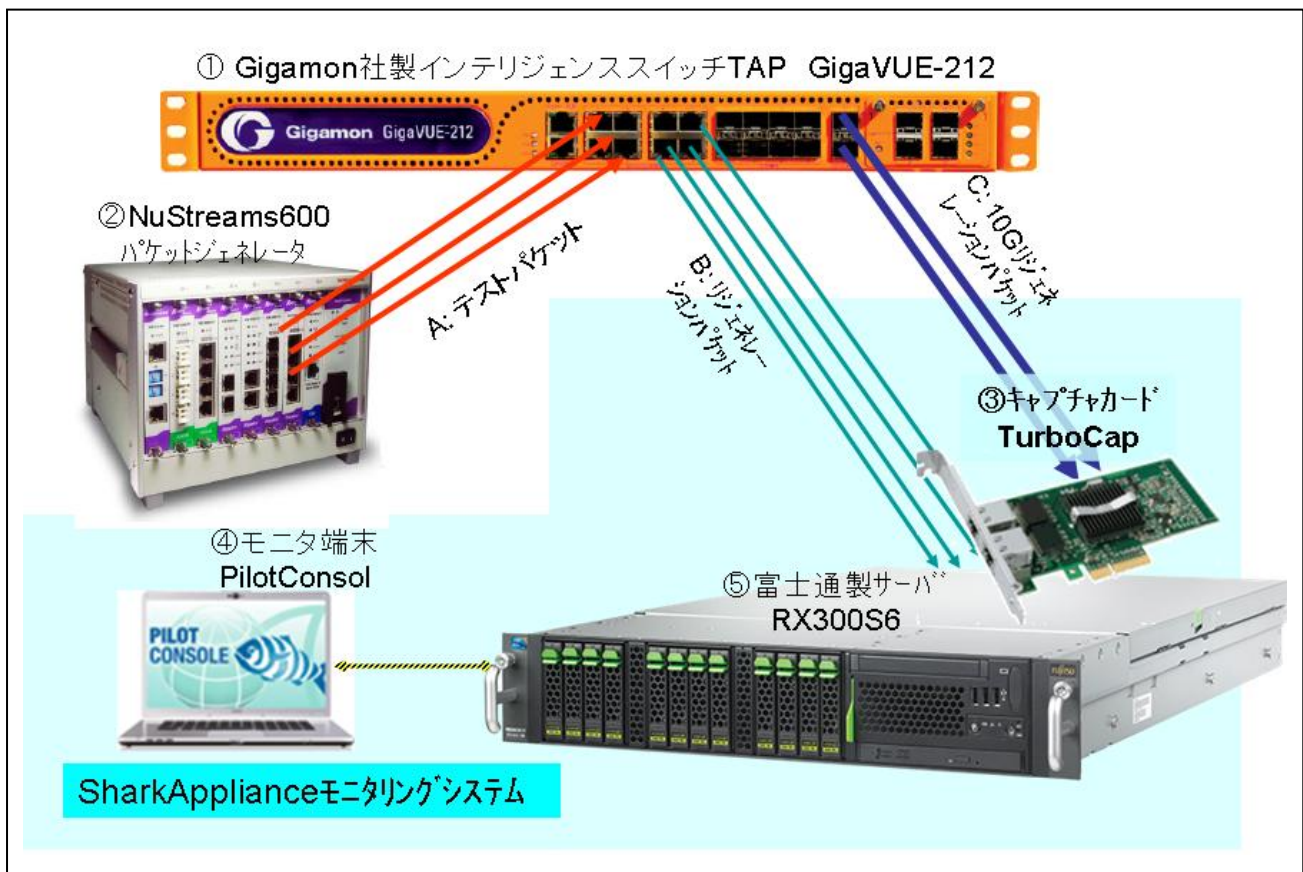 ① Gigamon社製インテリジェンススイッチTAP GigaVUE-212
Gigamon GigaVUE-212
②NuStreams600
パケットジェネレータ
A: テストパケット
B: リジェネレー
ションパケット
C: 10Gリジェネ
レーションパケット
③キャプチャカード
TurboCap
④モニタ端末
PilotConsol
PILOT
CONSOLE
⑤富士通製サーバ
RX300S6
SharkApplianceモニタリングシステム